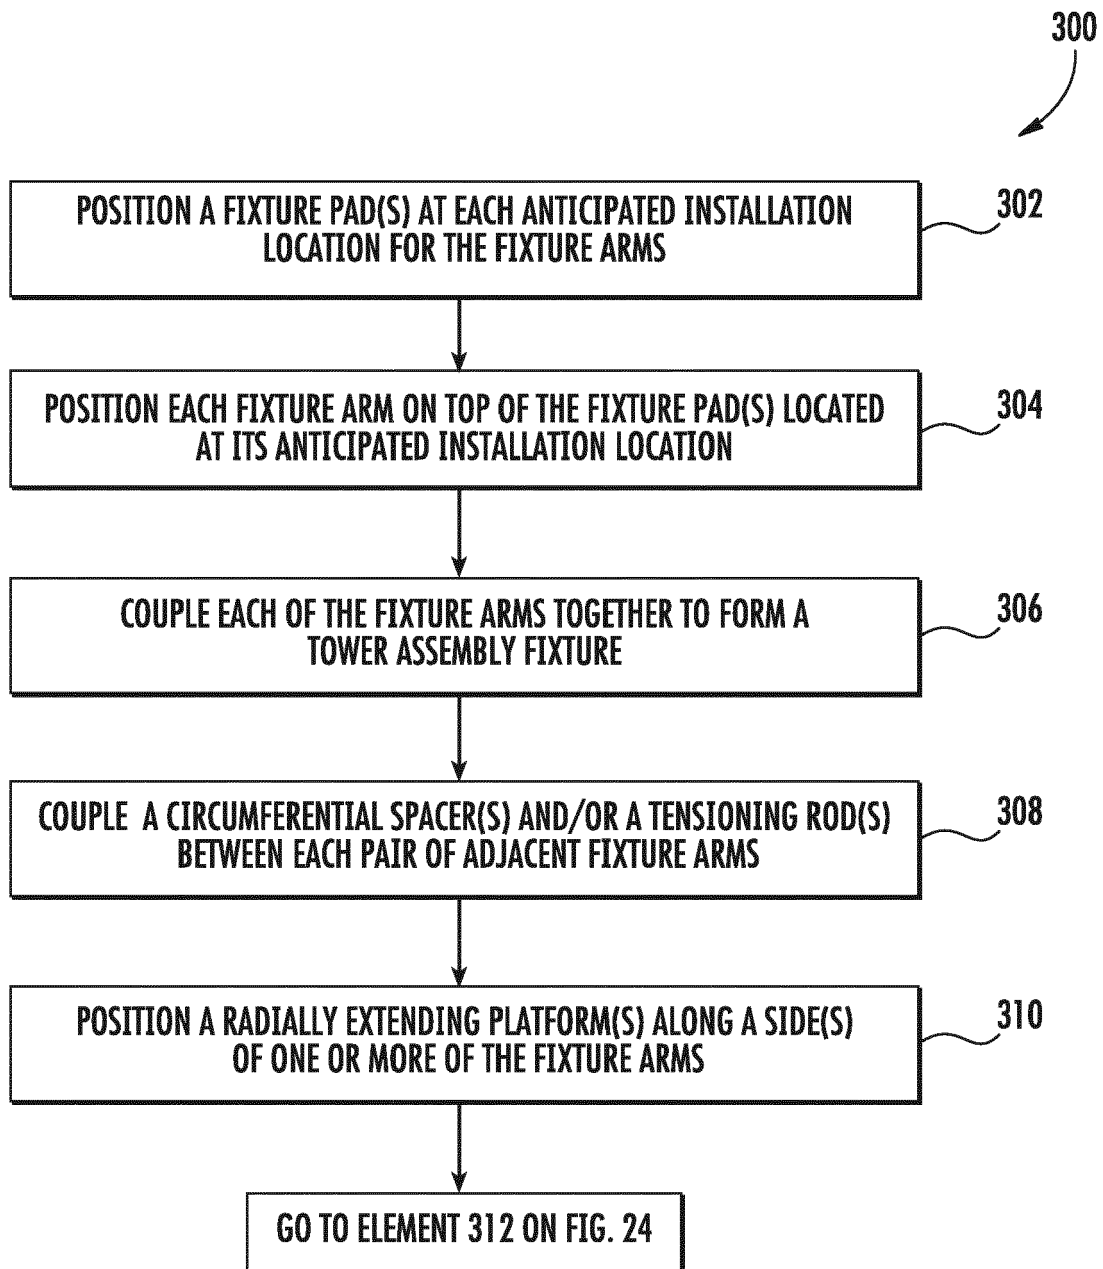 300
POSITION A FIXTURE PAD(S) AT EACH ANTICIPATED INSTALLATION
LOCATION FOR THE FIXTURE ARMS
302
POSITION EACH FIXTURE ARM ON TOP OF THE FIXTURE PAD(S) LOCATED
AT ITS ANTICIPATED INSTALLATION LOCATION
304
COUPLE EACH OF THE FIXTURE ARMS TOGETHER TO FORM A
TOWER ASSEMBLY FIXTURE
306
COUPLE A CIRCUMFERENTIAL SPACER(S) AND/OR A TENSIONING ROD(S)
BETWEEN EACH PAIR OF ADJACENT FIXTURE ARMS
308
POSITION A RADIALLY EXTENDING PLATFORM(S) ALONG A SIDE(S)
OF ONE OR MORE OF THE FIXTURE ARMS
310
GO TO ELEMENT 312 ON FIG. 24